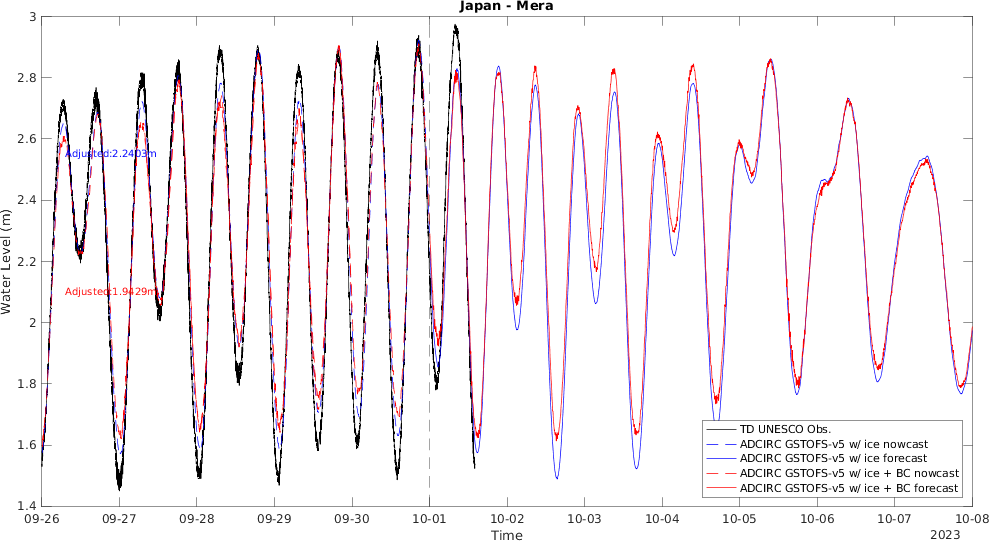 Japan - Mera
3
2.8
2.6
2.4
2.2
2
1.8
1.6
1.4
Water Level (m)
Adjusted:2.2403m
Adjusted:1.9429m
TD UNESCO Obs.
ADCIRC GSTOFS-v5 w/ ice nowcast
ADCIRC GSTOFS-v5 w/ ice forecast
ADCIRC GSTOFS-v5 w/ ice + BC nowcast
ADCIRC GSTOFS-v5 w/ ice + BC forecast
09-26 09-27 09-28 09-29 09-30 10-01 10-02 10-03 10-04 10-05 10-06 10-07 10-08
Time
2023